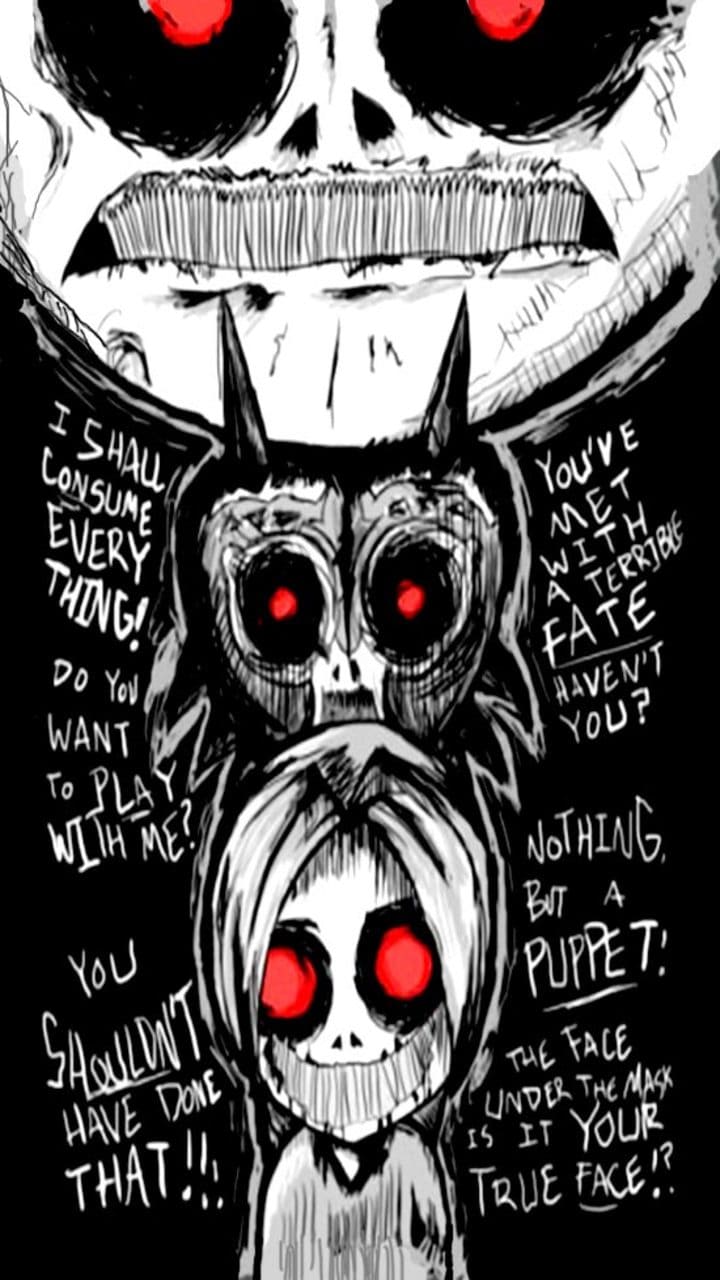 I SHALL
CONSUME
EVERY
THING!
DO YOU
WANT
TO PLAY
WITH ME?
YOU
SHOULDN'T
HAVE DONE
THAT!!!
YOU'VE
MET
WITH
A TERRIBLE
FATE
HAVEN'T
YOU?
NOTHING,
BUT A
PUPPET!
THE FACE
UNDER THE MASK
IS IT YOUR
TRUE FACE!?